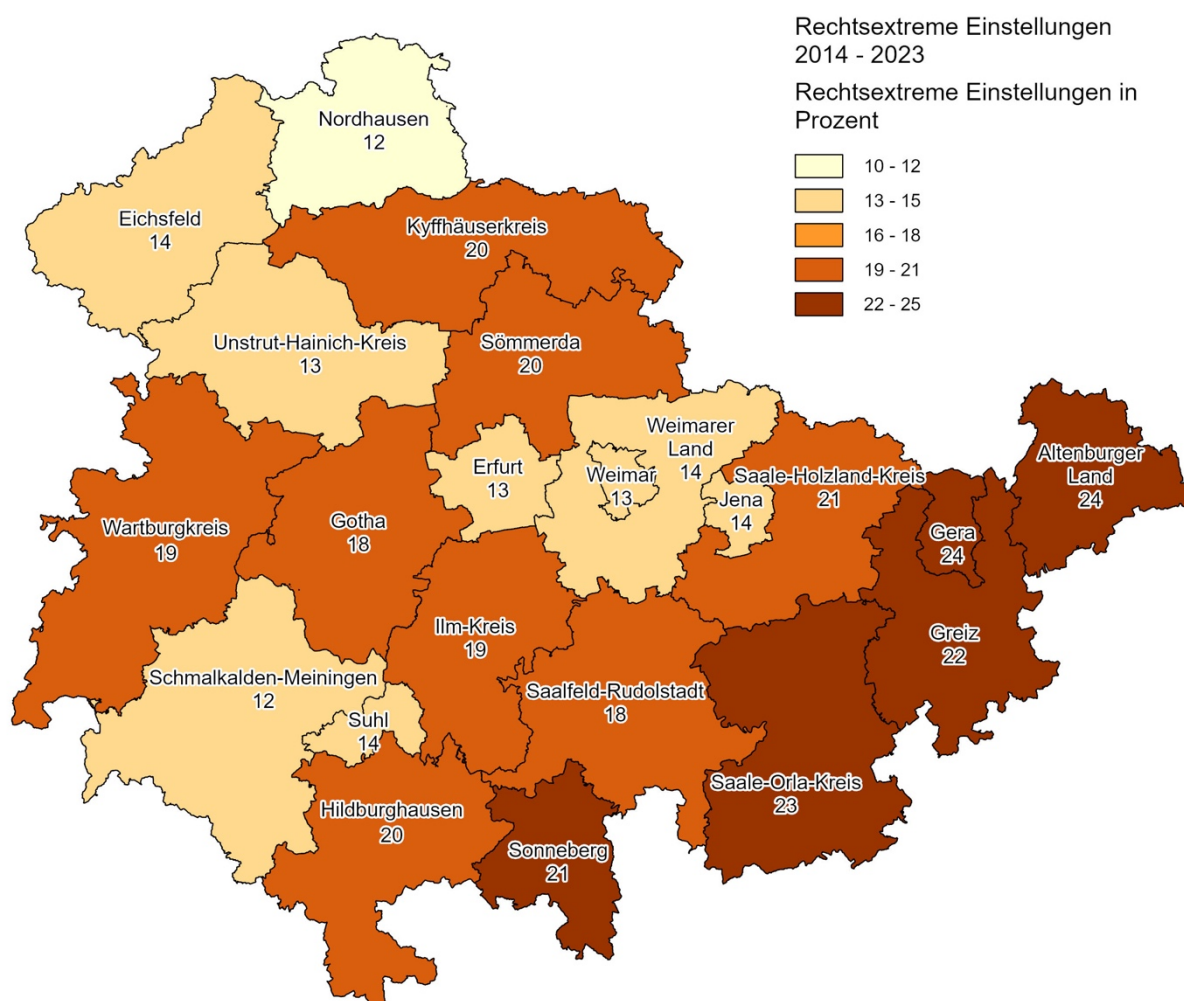 Rechtsextreme Einstellungen
2014 - 2023
Rechtsextreme Einstellungen in
Prozent
10 - 12
13 - 15
16 - 18
19 - 21
22 - 25
Nordhausen
12
Eichsfeld
14
Kyffhäuserkreis
20
Unstrut-Hainich-Kreis
13
Sömmerda
20
Weimarer
Land
14
Altenburger
Land
24
Erfurt
13
Weimar
13
Jena
14
Saale-Holzland-Kreis
21
Wartburgkreis
19
Gotha
18
Gera
24
Ilm-Kreis
19
Greiz
22
Schmalkalden-Meiningen
12
Saalfeld-Rudolstadt
18
Suhl
14
Saale-Orla-Kreis
23
Hildburghausen
20
Sonneberg
21